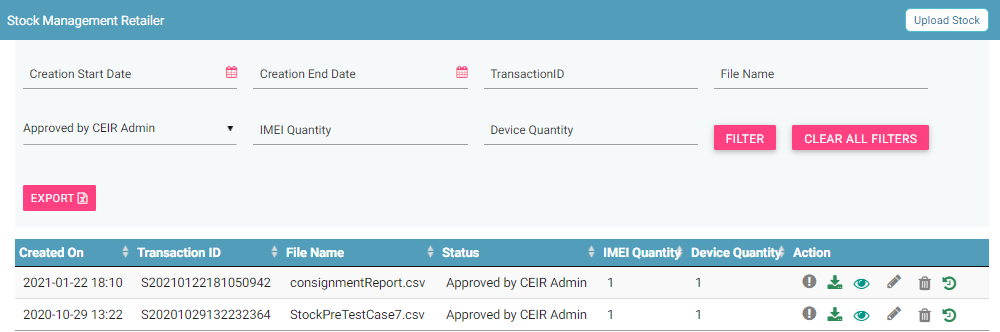 Stock Management Retailer Upload Stock
Creation Start Date Creation End Date TransactionID File Name
Approved by CEIR Admin IMEI Quantity Device Quantity FILTER CLEAR ALL FILTERS
EXPORT
Created On Transaction ID File Name Status IMEI Quantity Device Quantity Action
2021-01-22 18:10 S20210122181050942 consignmentReport.csv Approved by CEIR Admin 1 1
2020-10-29 13:22 S20201029132232364 StockPreTestCase7.csv Approved by CEIR Admin 1 1